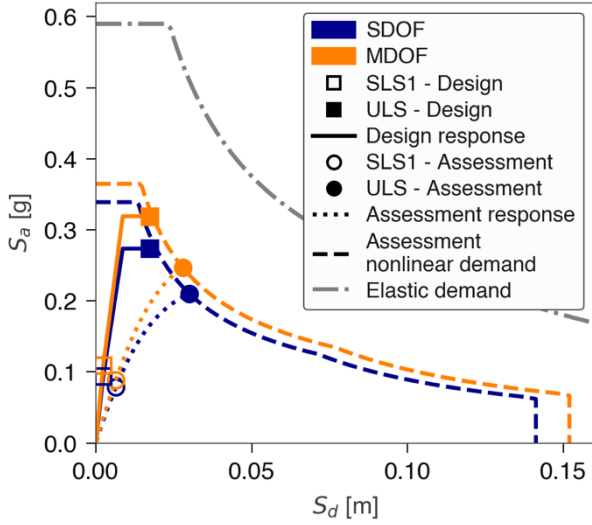 0.6
0.5
0.4
0.3
0.2
0.1
0.0
S_a [g]
SDOF
MDOF
SLS1 - Design
ULS - Design
Design response
SLS1 - Assessment
ULS - Assessment
Assessment response
Assessment
nonlinear demand
Elastic demand
0.00
0.05
0.10
0.15
S_d [m]